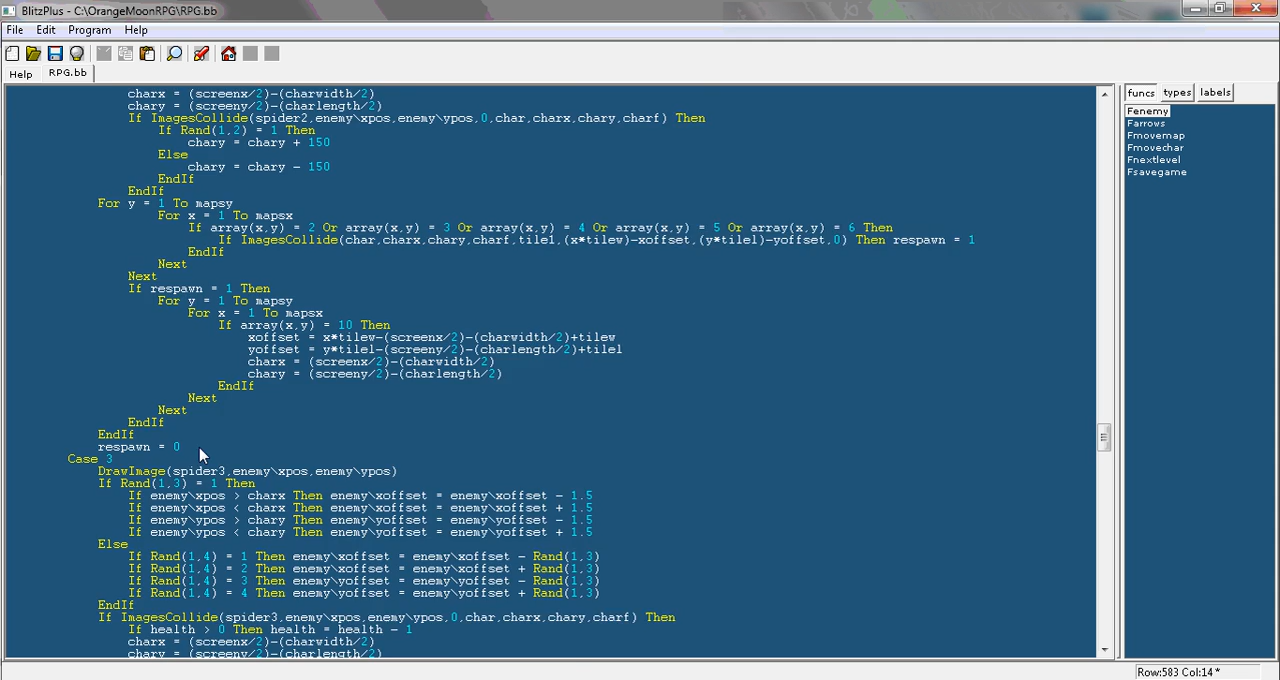 BlitzPlus - C:\OrangeMoonRPG\RPG.bb
File Edit Program Help
Help RPG.bb
charx = (screenx/2)-(charwidth/2)
chary = (screeny/2)-(charlength/2)
If ImagesCollide(spider2,enemy\xpos,enemy\ypos,0,char,charx,chary,charf) Then
If Rand(1,2) = 1 Then
chary = chary + 150
Else
chary = chary - 150
EndIf
EndIf
For y = 1 To mapsy
For x = 1 To mapsx
If array(x,y) = 2 Or array(x,y) = 3 Or array(x,y) = 4 Or array(x,y) = 5 Or array(x,y) = 6 Then
If ImagesCollide(char,charx,chary,charf,tile1,(x*tilew)-xoffset,(y*tilel)-yoffset,0) Then respawn = 1
EndIf
Next
Next
If respawn = 1 Then
For y = 1 To mapsy
For x = 1 To mapsx
If array(x,y) = 10 Then
xoffset = x*tilew-(screenx/2)-(charwidth/2)+tilew
yoffset = y*tilel-(screeny/2)-(charlength/2)+tilel
charx = (screenx/2)-(charwidth/2)
chary = (screeny/2)-(charlength/2)
EndIf
Next
Next
EndIf
EndIf
respawn = 0
Case 3
DrawImage(spider3,enemy\xpos,enemy\ypos)
If Rand(1,3) = 1 Then
If enemy\xpos > charx Then enemy\xoffset = enemy\xoffset - 1.5
If enemy\xpos < charx Then enemy\xoffset = enemy\xoffset + 1.5
If enemy\ypos > chary Then enemy\yoffset = enemy\yoffset - 1.5
If enemy\ypos < chary Then enemy\yoffset = enemy\yoffset + 1.5
Else
If Rand(1,4) = 1 Then enemy\xoffset = enemy\xoffset - Rand(1,3)
If Rand(1,4) = 2 Then enemy\xoffset = enemy\xoffset + Rand(1,3)
If Rand(1,4) = 3 Then enemy\yoffset = enemy\yoffset - Rand(1,3)
If Rand(1,4) = 4 Then enemy\yoffset = enemy\yoffset + Rand(1,3)
EndIf
If ImagesCollide(spider3,enemy\xpos,enemy\ypos,0,char,charx,chary,charf) Then
If health > 0 Then health = health - 1
charx = (screenx/2)-(charwidth/2)
chary = (screeny/2)-(charlength/2)
funcs types labels
Fenemy
Farrows
Fmovemap
Fmovechar
Fnextlevel
Fsavegame
Row:583 Col:14 *